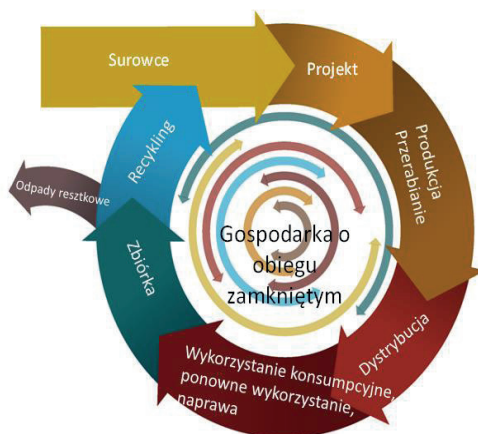 Surowce
Projekt
Produkcja
Przerabianie
Dystrybucja
Wykorzystanie konsumpcyjne,
ponowne wykorzystanie,
naprawa
Zbiórka
Recykling
Odpady resztkowe
Gospodarka o
obiegu
zamkniętym